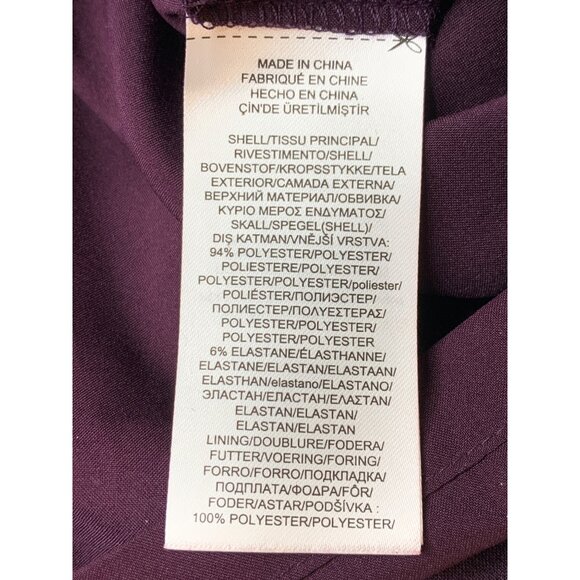 MADE IN CHINA
FABRIQUÉ EN CHINE
HECHO EN CHINA
ÇİN'DE ÜRETİLMİŞTİR
SHELL/TISSU PRINCIPAL/
RIVESTIMENTO/SHELL/
BOVENSTOF/KROPSSTYKKE/TELA
EXTERIOR/CAMADA EXTERNA/
ВЕРХНИЙ МАТЕРИАЛ/ОБВИВКА/
ΚΥΡΙΟ ΜΕΡΟΣ ΕΝΔΥΜΑΤΟΣ/
SKALL/SPEGEL(SHELL)/
DIŞ KATMAN/VNĚJŠÍ VRSTVA:
94% POLYESTER/POLYESTER/
POLIESTERE/POLYESTER/
POLYESTER/POLYESTER/poliester/
POLIÉSTER/ПОЛИЭСТЕР/
ПОЛИЕСТЕР/ΠΟΛΥΕΣΤΕΡΑΣ/
POLYESTER/POLYESTER/
POLYESTER/POLYESTER
6% ELASTANE/ÉLASTHANNE/
ELASTANE/ELASTAN/ELASTAAN/
ELASTHAN/elastano/ELASTANO/
ЭЛАСТАН/ЕЛАСТАН/ΕΛΑΣΤΑΝ/
ELASTAN/ELASTAN/
ELASTAN/ELASTAN
LINING/DOUBLURE/FODERA/
FUTTER/VOERING/FORING/
FORRO/FORRO/ПОДКЛАДКА/
ПОДПЛАТА/ΦΟΔΡΑ/FÔR/
FODER/ASTAR/PODŠÍVKA :
100% POLYESTER/POLYESTER/